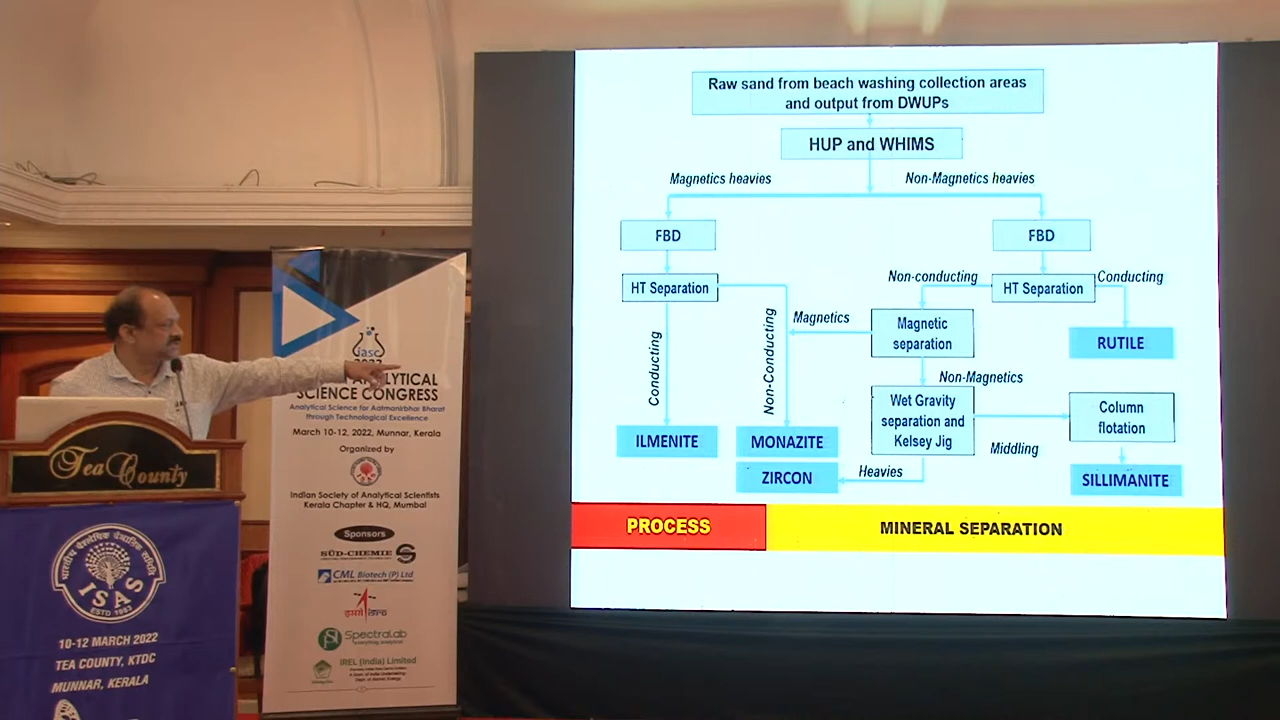 Raw sand from beach washing collection areas
and output from DWUPs
HUP and WHIMS
Magnetics heavies
Non-Magnetics heavies
FBD
FBD
HT Separation
Non-conducting
HT Separation
Conducting
Magnetics
Magnetic
separation
RUTILE
Conducting
Non-Conducting
Non-Magnetics
Wet Gravity
separation and
Kelsey Jig
Column
flotation
Middling
ILMENITE
MONAZITE
ZIRCON
Heavies
SILLIMANITE
PROCESS
MINERAL SEPARATION
iasc
SCIENCE CONGRESS
Analytical Science for Aatmanirbhar Bharat
through Technological Excellence
March 10-12, 2022, Munnar, Kerala
Organized by
Indian Society of Analytical Scientists
Kerala Chapter & HQ, Mumbai
Sponsors
SÜD-CHEMIE
CML Biotech (P) Ltd
इसरो isro
Spectralab
IREL (India) Limited
Tea County
ISAS
ESTD 1983
10-12 MARCH 2022
TEA COUNTY, KTDC
MUNNAR, KERALA